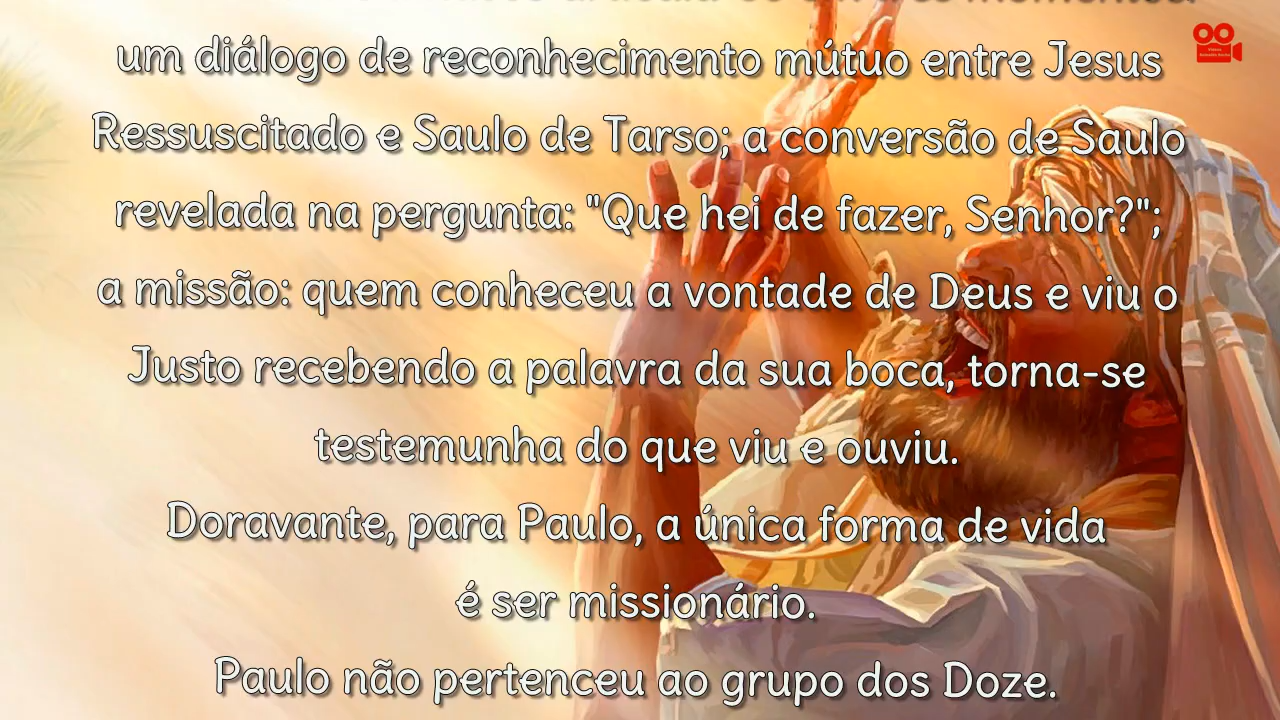 um diálogo de reconhecimento mútuo entre Jesus
Ressuscitado e Saulo de Tarso; a conversão de Saulo
revelada na pergunta: "Que hei de fazer, Senhor?";
a missão: quem conheceu a vontade de Deus e viu o
Justo recebendo a palavra da sua boca, torna-se
testemunha do que viu e ouviu.
Doravante, para Paulo, a única forma de vida
é ser missionário.
Paulo não pertenceu ao grupo dos Doze.